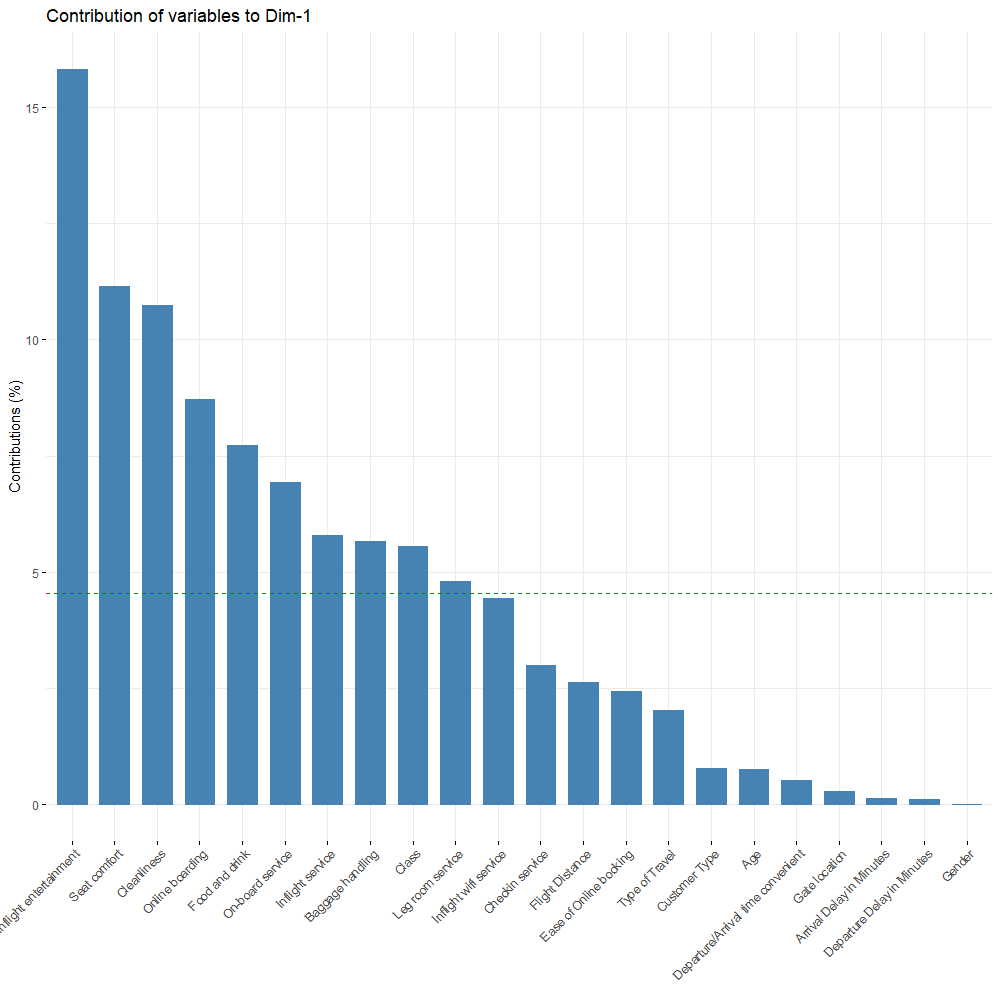 Contribution of variables to Dim-1
Contributions (%)
15
10
5
0
Inflight entertainment
Seat comfort
Cleanliness
Online boarding
Food and drink
On-board service
Inflight service
Baggage handling
Class
Leg room service
Inflight wifi service
Checkin service
Flight Distance
Ease of Online booking
Type of Travel
Customer Type
Age
Departure/Arrival time convenient
Gate location
Arrival Delay in Minutes
Departure Delay in Minutes
Gender